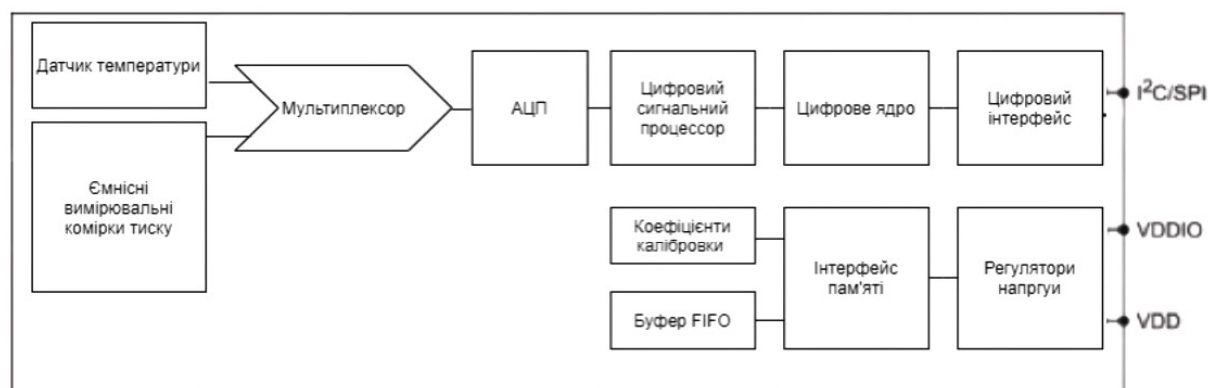 Датчик температури
Ємнісні
вимірювальні
комірки тиску
Мультиплексор
АЦП
Цифровий
сигнальний
процессор
Цифрове ядро
Цифровий
інтерфейс
I²C/SPI
Коефіцієнти
калібровки
Буфер FIFO
Інтерфейс
пам'яті
Регулятори
напргуи
VDDIO
VDD